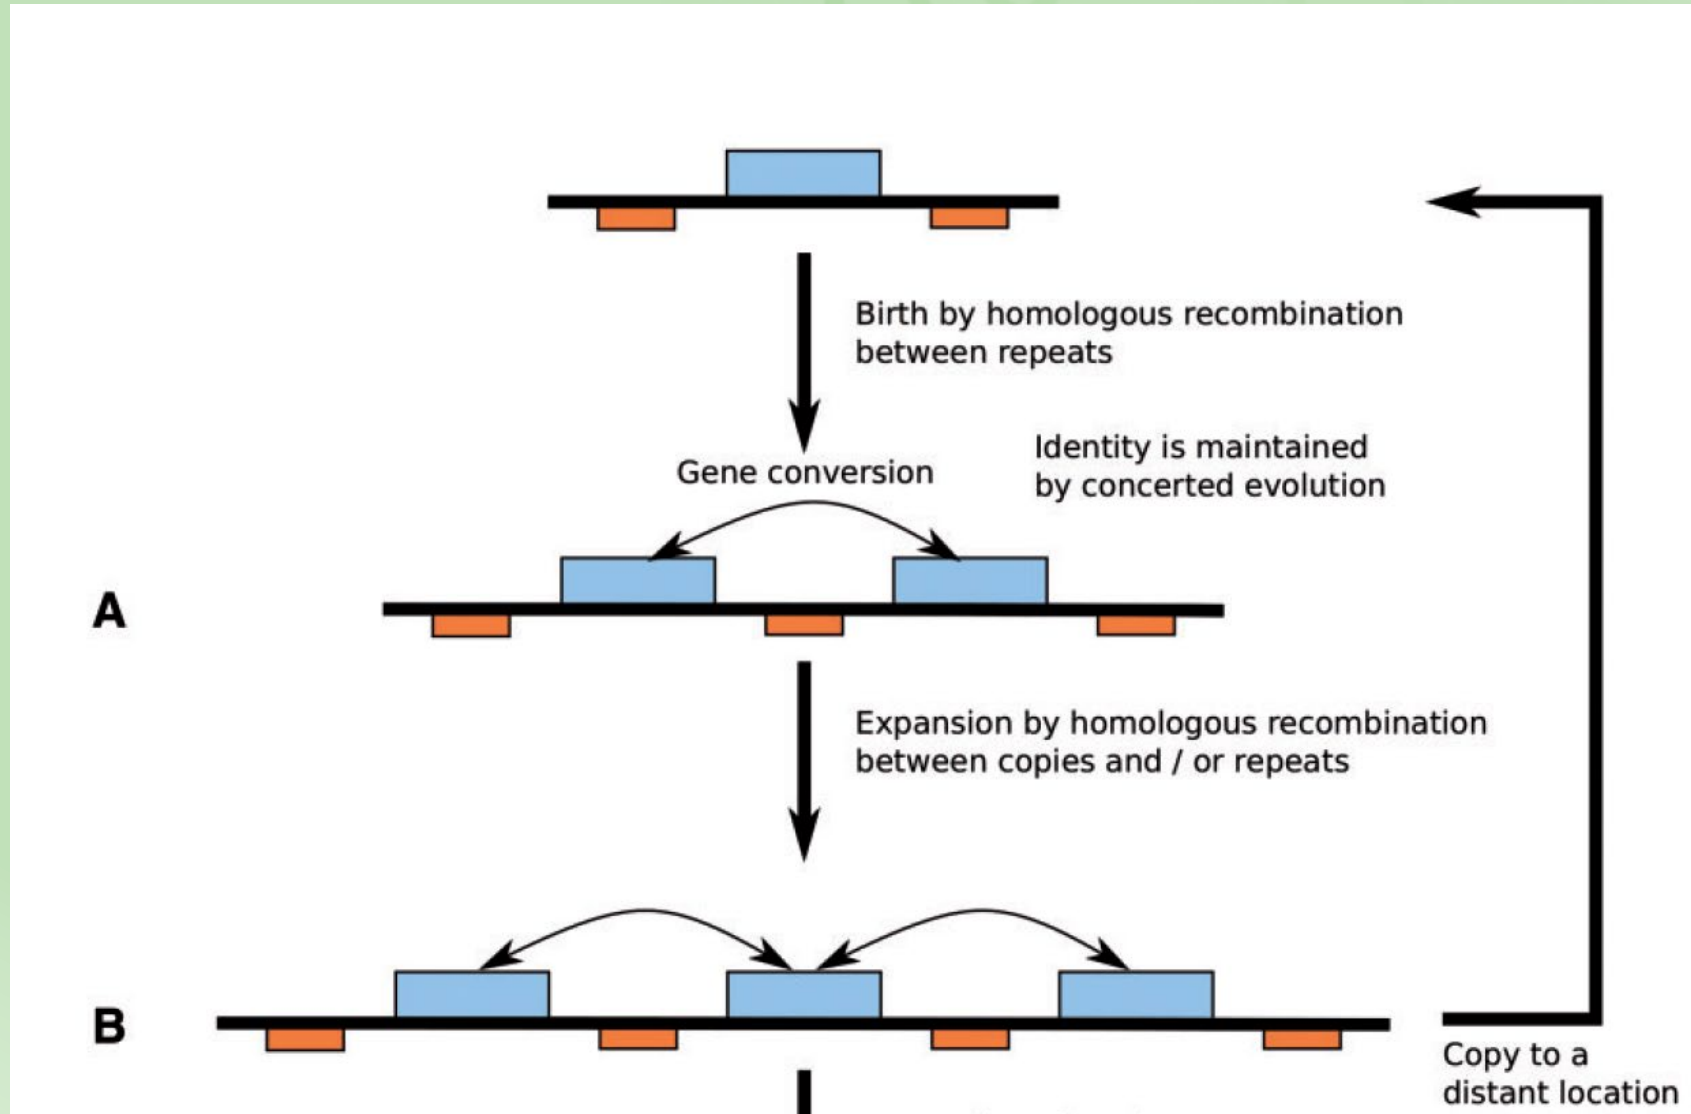 Birth by homologous recombination
between repeats
Gene conversion
Identity is maintained
by concerted evolution
A
Expansion by homologous recombination
between copies and / or repeats
B
Copy to a
distant location